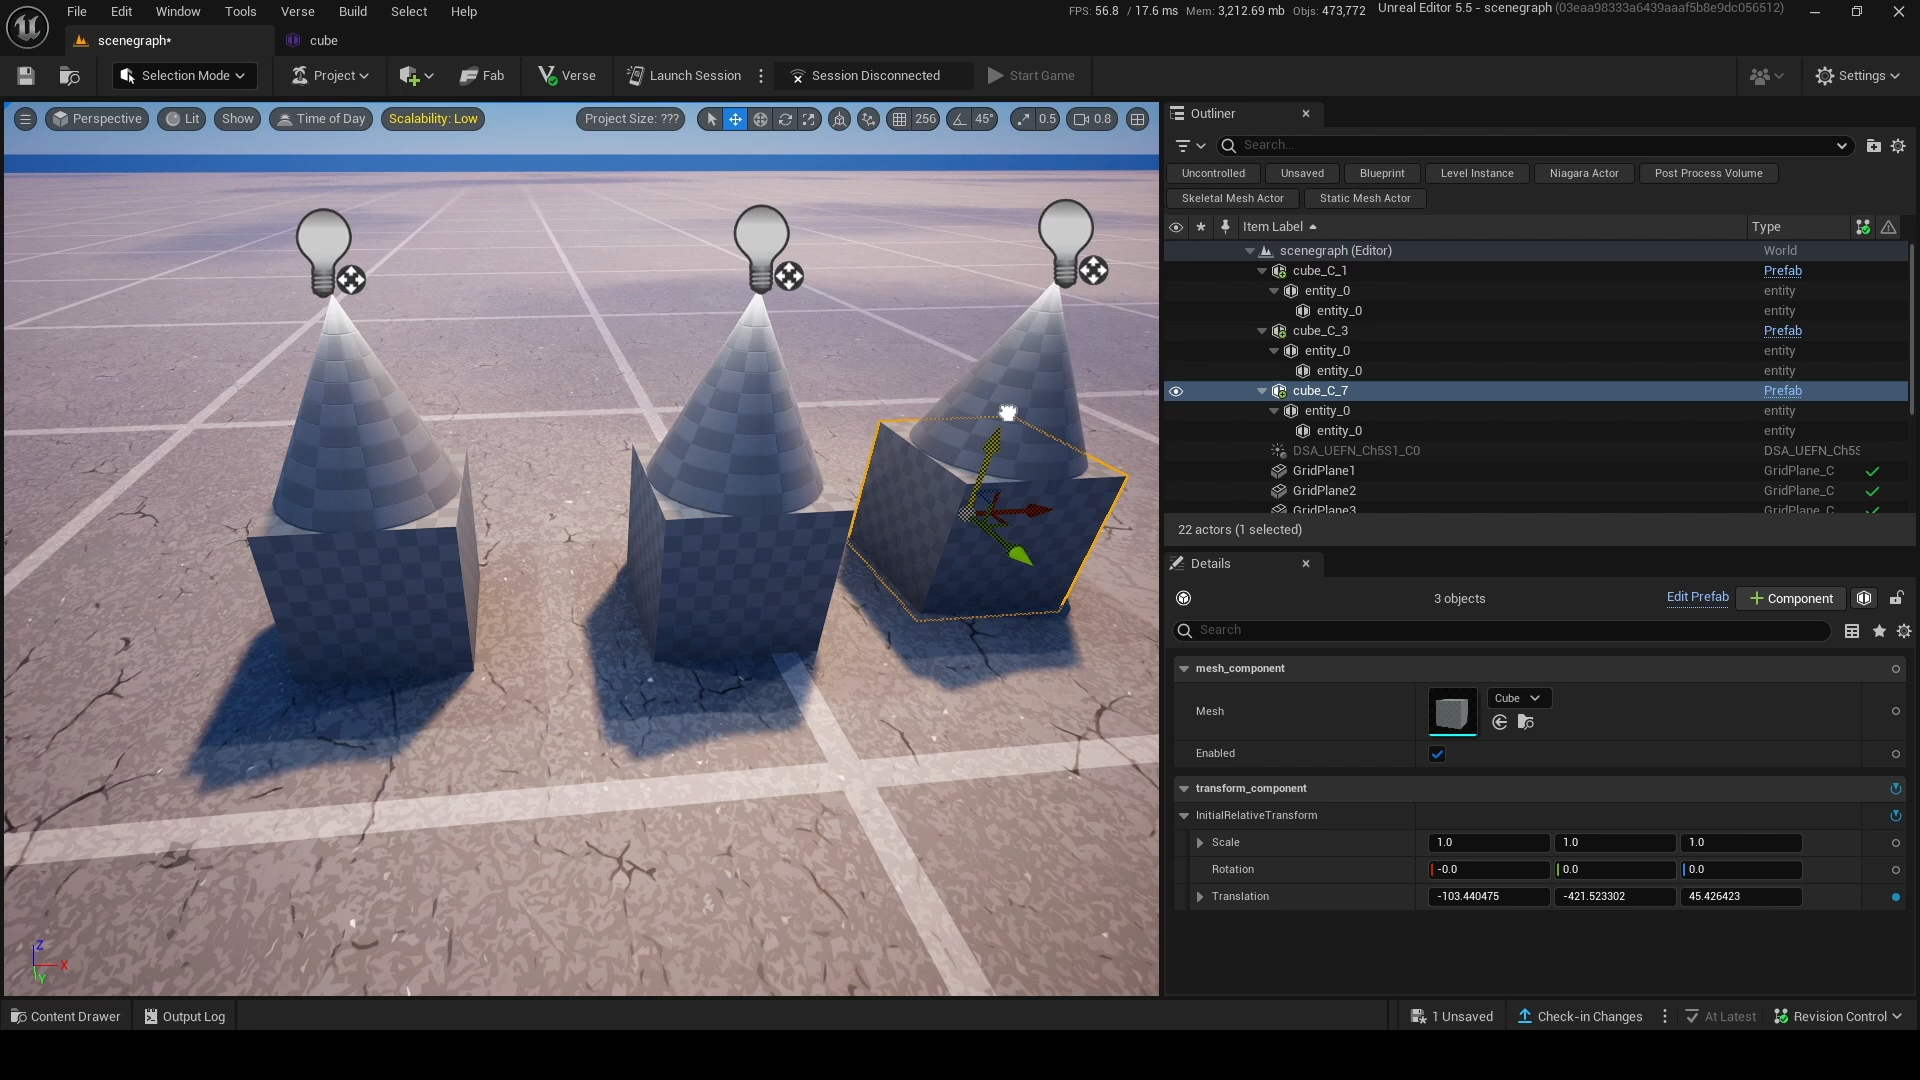 File Edit Window Tools Verse Build Select Help
FPS: 56.8 / 17.6 ms Mem: 3,212.69 mb Objs: 473,772
Unreal Editor 5.5 - scenegraph (03eaa98333a6439aaaf5b8e9dc056512)
scenegraph*
cube
Selection Mode
Project
Fab
Verse
Launch Session
Session Disconnected
Start Game
Settings
Perspective
Lit
Show
Time of Day
Scalability: Low
Project Size: ???
256
45°
0.5
0.8
Outliner
Search...
Uncontrolled Unsaved Blueprint Level Instance Niagara Actor Post Process Volume
Skeletal Mesh Actor Static Mesh Actor
Item Label Type
scenegraph (Editor) World
cube_C_1 Prefab
entity_0 entity
entity_0 entity
cube_C_3 Prefab
entity_0 entity
entity_0 entity
cube_C_7 Prefab
entity_0 entity
entity_0 entity
DSA_UEFN_Ch5S1_C0 DSA_UEFN_Ch5S
GridPlane1 GridPlane_C
GridPlane2 GridPlane_C
GridPlane3 GridPlane_C
22 actors (1 selected)
Details
3 objects
Edit Prefab
+ Component
Search
mesh_component
Mesh
Cube
Enabled
transform_component
InitialRelativeTransform
Scale 1.0 1.0 1.0
Rotation -0.0 0.0 0.0
Translation -103.440475 -421.523302 45.426423
Z
X
Y
Content Drawer
Output Log
1 Unsaved
Check-in Changes
At Latest
Revision Control